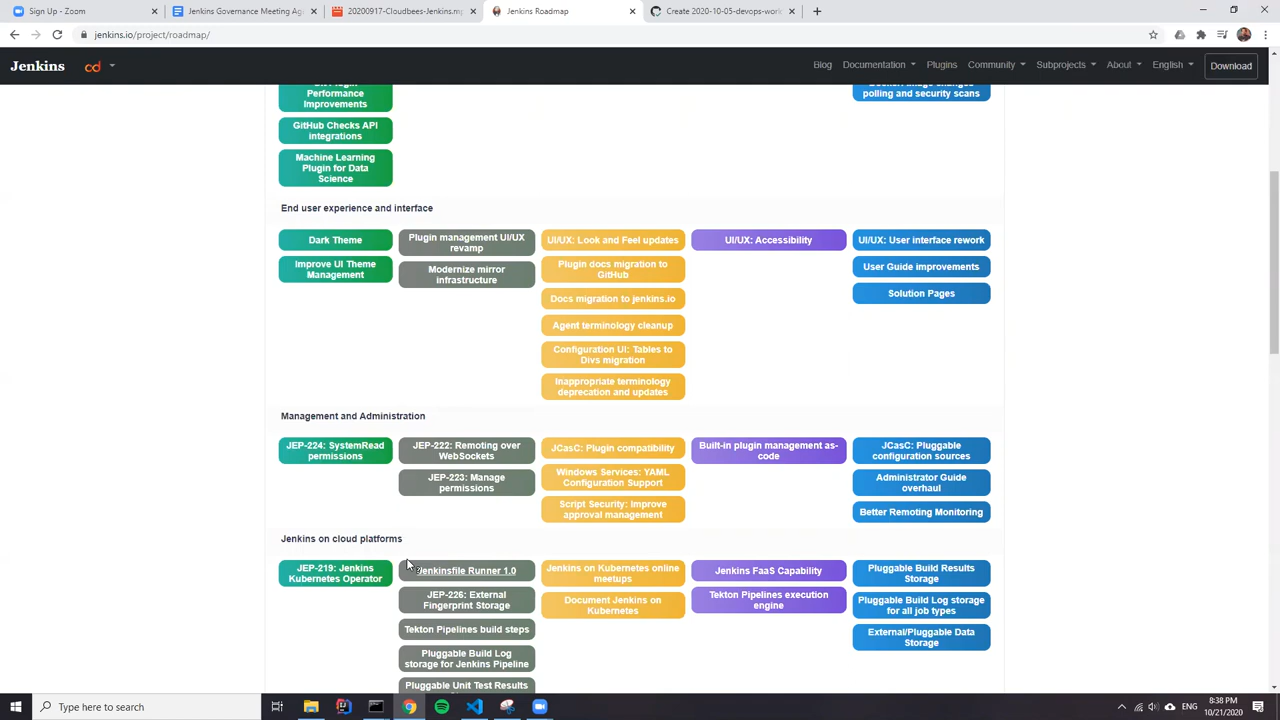 Sign Up - Zoom
Jenkins Governance Meeting Age
20200917-Cloudbees-Jenkins.mp
Jenkins Roadmap
Create 2020-10-05-devops-work
jenkins.io/project/roadmap/
Jenkins
cd
Blog
Documentation
Plugins
Community
Subprojects
About
English
Download
Performance
Improvements
polling and security scans
GitHub Checks API
integrations
Machine Learning
Plugin for Data
Science
End user experience and interface
Dark Theme
Plugin management UI/UX
revamp
UI/UX: Look and Feel updates
UI/UX: Accessibility
UI/UX: User interface rework
Improve UI Theme
Management
Modernize mirror
infrastructure
Plugin docs migration to
GitHub
User Guide improvements
Docs migration to jenkins.io
Solution Pages
Agent terminology cleanup
Configuration UI: Tables to
Divs migration
Inappropriate terminology
deprecation and updates
Management and Administration
JEP-224: SystemRead
permissions
JEP-222: Remoting over
WebSockets
JCasC: Plugin compatibility
Built-in plugin management as-
code
JCasC: Pluggable
configuration sources
JEP-223: Manage
permissions
Windows Services: YAML
Configuration Support
Administrator Guide
overhaul
Script Security: Improve
approval management
Better Remoting Monitoring
Jenkins on cloud platforms
JEP-219: Jenkins
Kubernetes Operator
Jenkinsfile Runner 1.0
Jenkins on Kubernetes online
meetups
Jenkins FaaS Capability
Pluggable Build Results
Storage
JEP-226: External
Fingerprint Storage
Document Jenkins on
Kubernetes
Tekton Pipelines execution
engine
Pluggable Build Log storage
for all job types
Tekton Pipelines build steps
External/Pluggable Data
Storage
Pluggable Build Log
storage for Jenkins Pipeline
Pluggable Unit Test Results
Type here to search
ENG
8:38 PM
10/21/2020